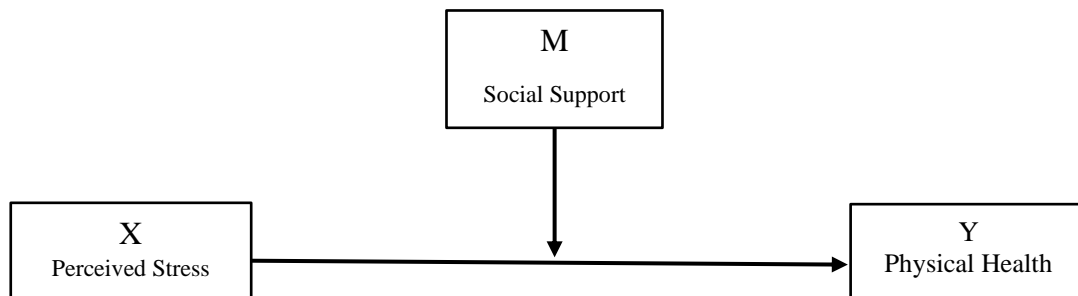 M
Social Support
X
Perceived Stress
Y
Physical Health